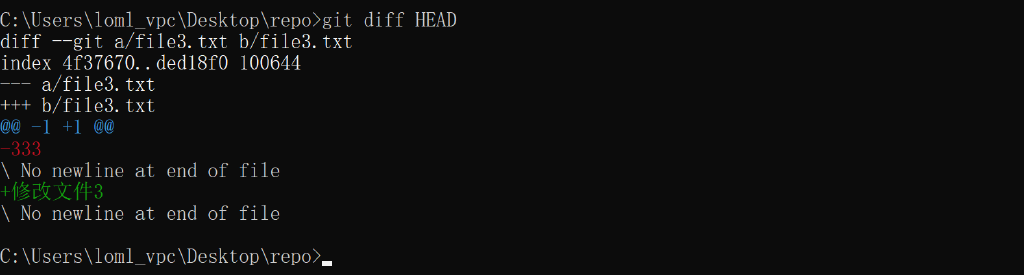 C:\Users\loml_vpc\Desktop\repo>git diff HEAD
diff --git a/file3.txt b/file3.txt
index 4f37670..ded18f0 100644
--- a/file3.txt
+++ b/file3.txt
@@ -1 +1 @@
-333
\ No newline at end of file
+修改文件3
\ No newline at end of file
C:\Users\loml_vpc\Desktop\repo>